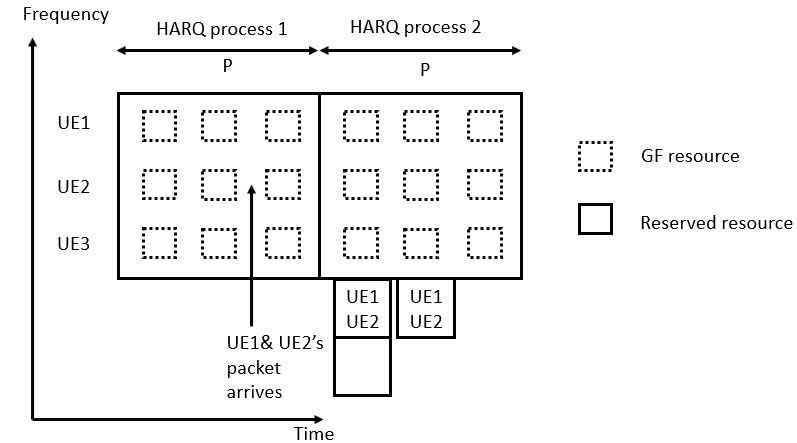 Frequency
HARQ process 1
HARQ process 2
P
P
UE1
UE2
UE3
GF resource
Reserved resource
UE1
UE2
UE1
UE2
UE1& UE2’s
packet
arrives
Time